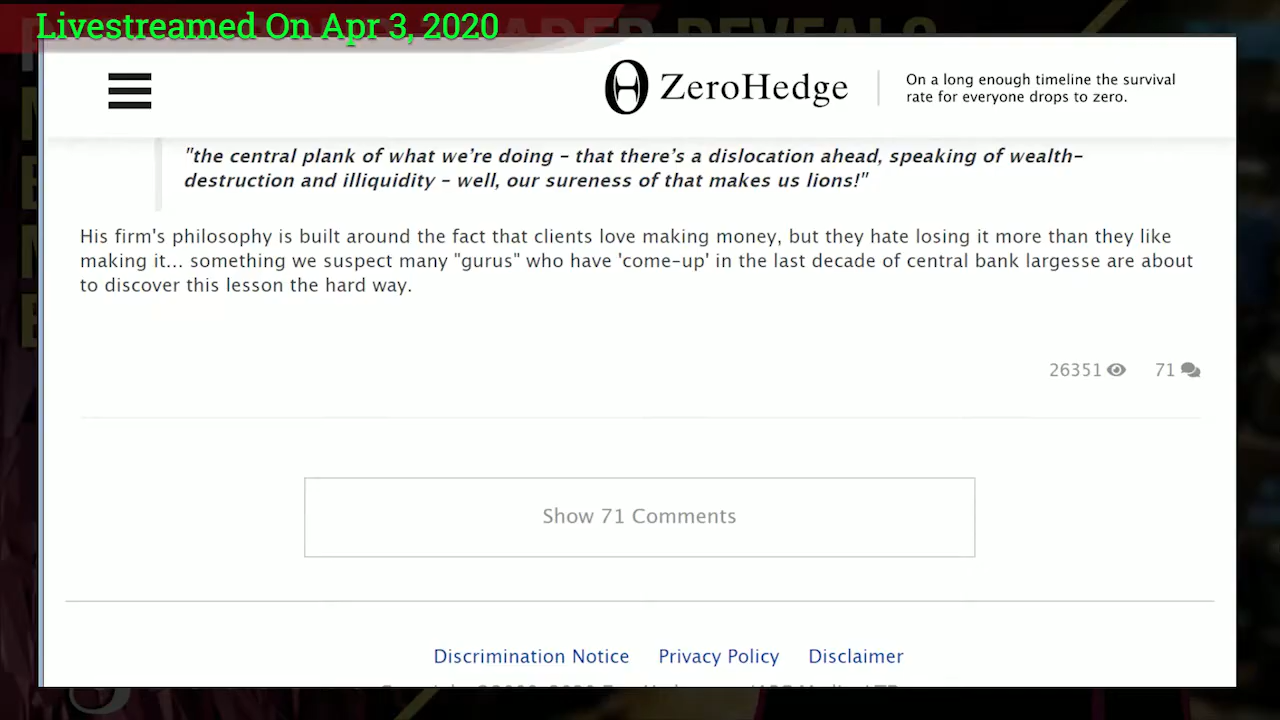 Livestreamed On Apr 3, 2020
ZeroHedge
On a long enough timeline the survival
rate for everyone drops to zero.
"the central plank of what we're doing – that there's a dislocation ahead, speaking of wealth-
destruction and illiquidity – well, our sureness of that makes us lions!"
His firm's philosophy is built around the fact that clients love making money, but they hate losing it more than they like
making it... something we suspect many "gurus" who have 'come-up' in the last decade of central bank largesse are about
to discover this lesson the hard way.
26351
71
Show 71 Comments
Discrimination Notice Privacy Policy Disclaimer